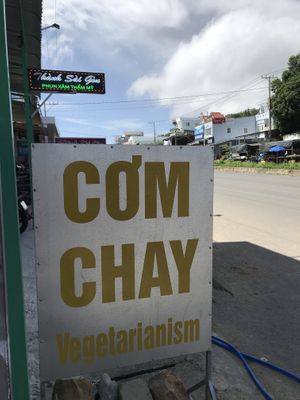 Thành Sài Gòn
PHUN XĂM THẨM MỸ
CƠM
CHAY
Vegetarianism